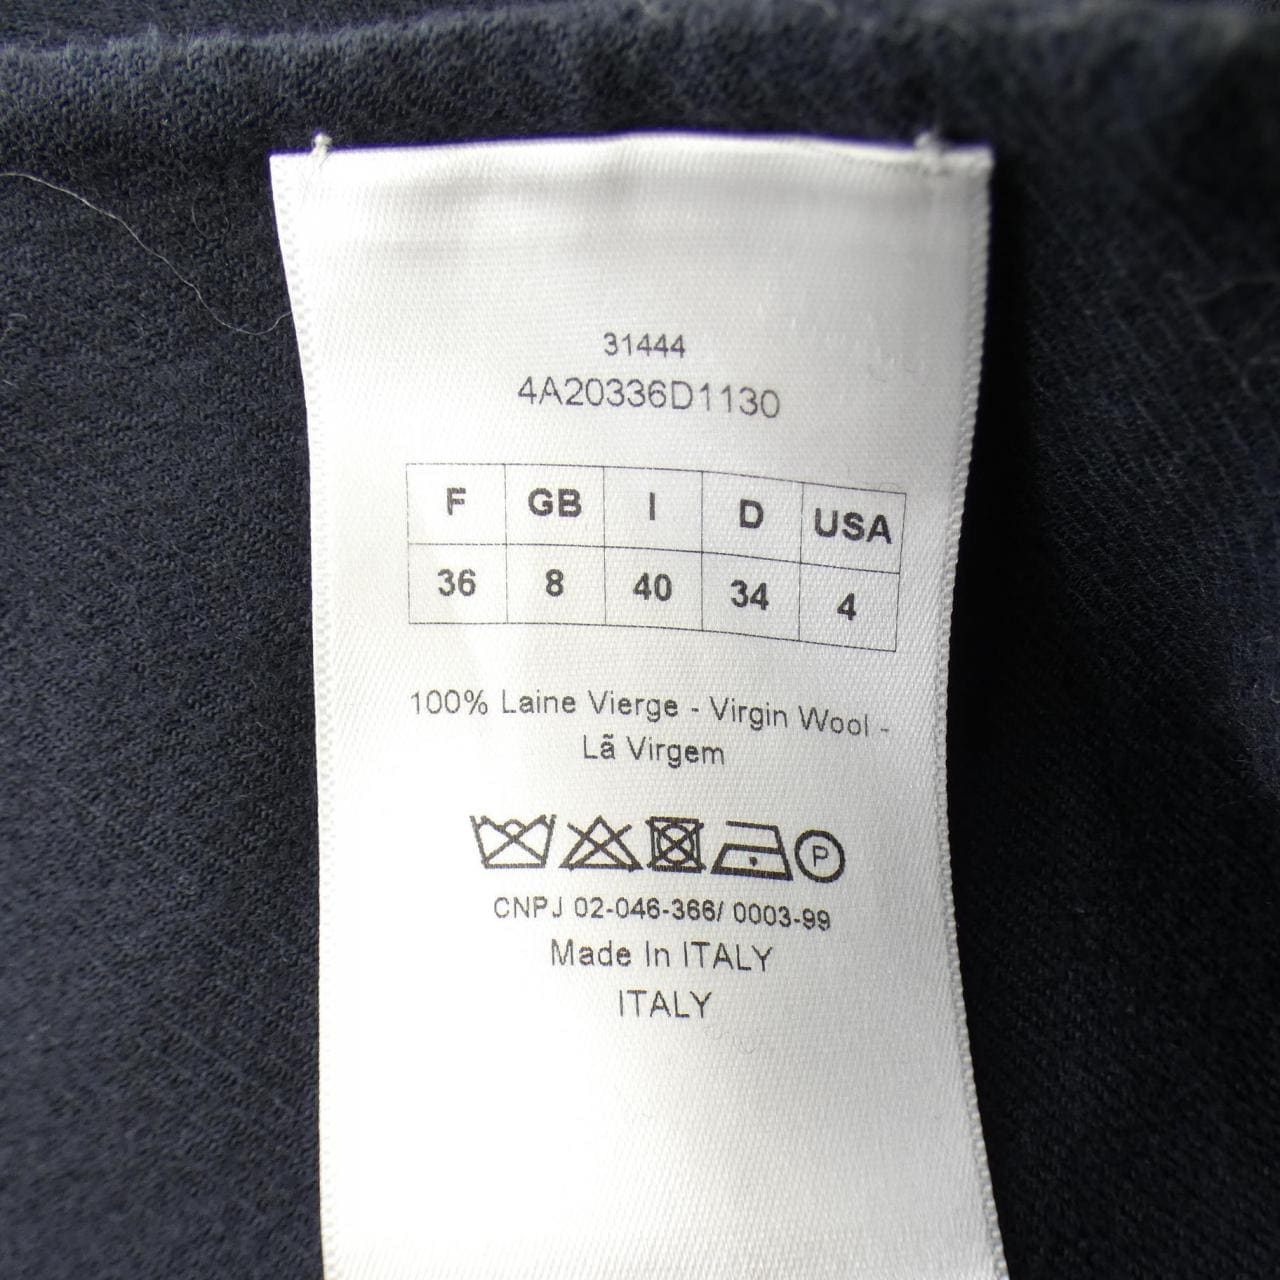 31444
4A20336D1130
F GB I D USA
36 8 40 34 4
100% Laine Vierge - Virgin Wool -
Lã Virgem
P
CNPJ 02-046-366/ 0003-99
Made In ITALY
ITALY